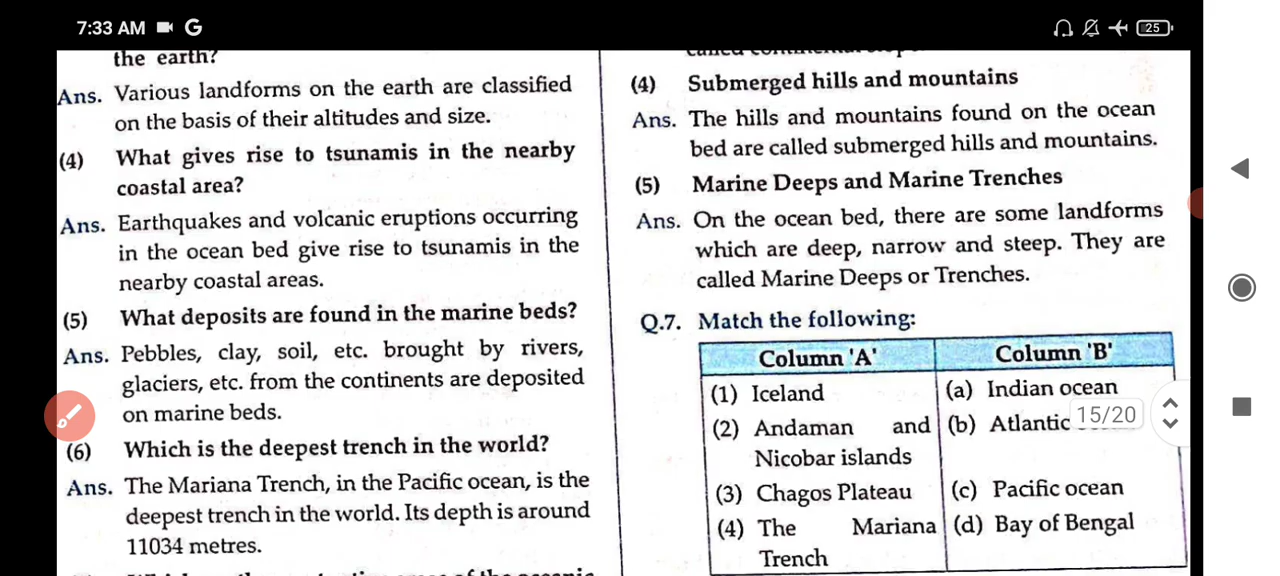 7:33 AM G
25
the earth?
Ans. Various landforms on the earth are classified
on the basis of their altitudes and size.
(4) What gives rise to tsunamis in the nearby
coastal area?
Ans. Earthquakes and volcanic eruptions occurring
in the ocean bed give rise to tsunamis in the
nearby coastal areas.
(5) What deposits are found in the marine beds?
Ans. Pebbles, clay, soil, etc. brought by rivers,
glaciers, etc. from the continents are deposited
on marine beds.
(6) Which is the deepest trench in the world?
Ans. The Mariana Trench, in the Pacific ocean, is the
deepest trench in the world. Its depth is around
11034 metres.
(4) Submerged hills and mountains
Ans. The hills and mountains found on the ocean
bed are called submerged hills and mountains.
(5) Marine Deeps and Marine Trenches
Ans. On the ocean bed, there are some landforms
which are deep, narrow and steep. They are
called Marine Deeps or Trenches.
Q.7. Match the following:
Column 'A' Column 'B'
(1) Iceland (a) Indian ocean
(2) Andaman and (b) Atlantic
Nicobar islands
(3) Chagos Plateau (c) Pacific ocean
(4) The Mariana (d) Bay of Bengal
Trench
15/20